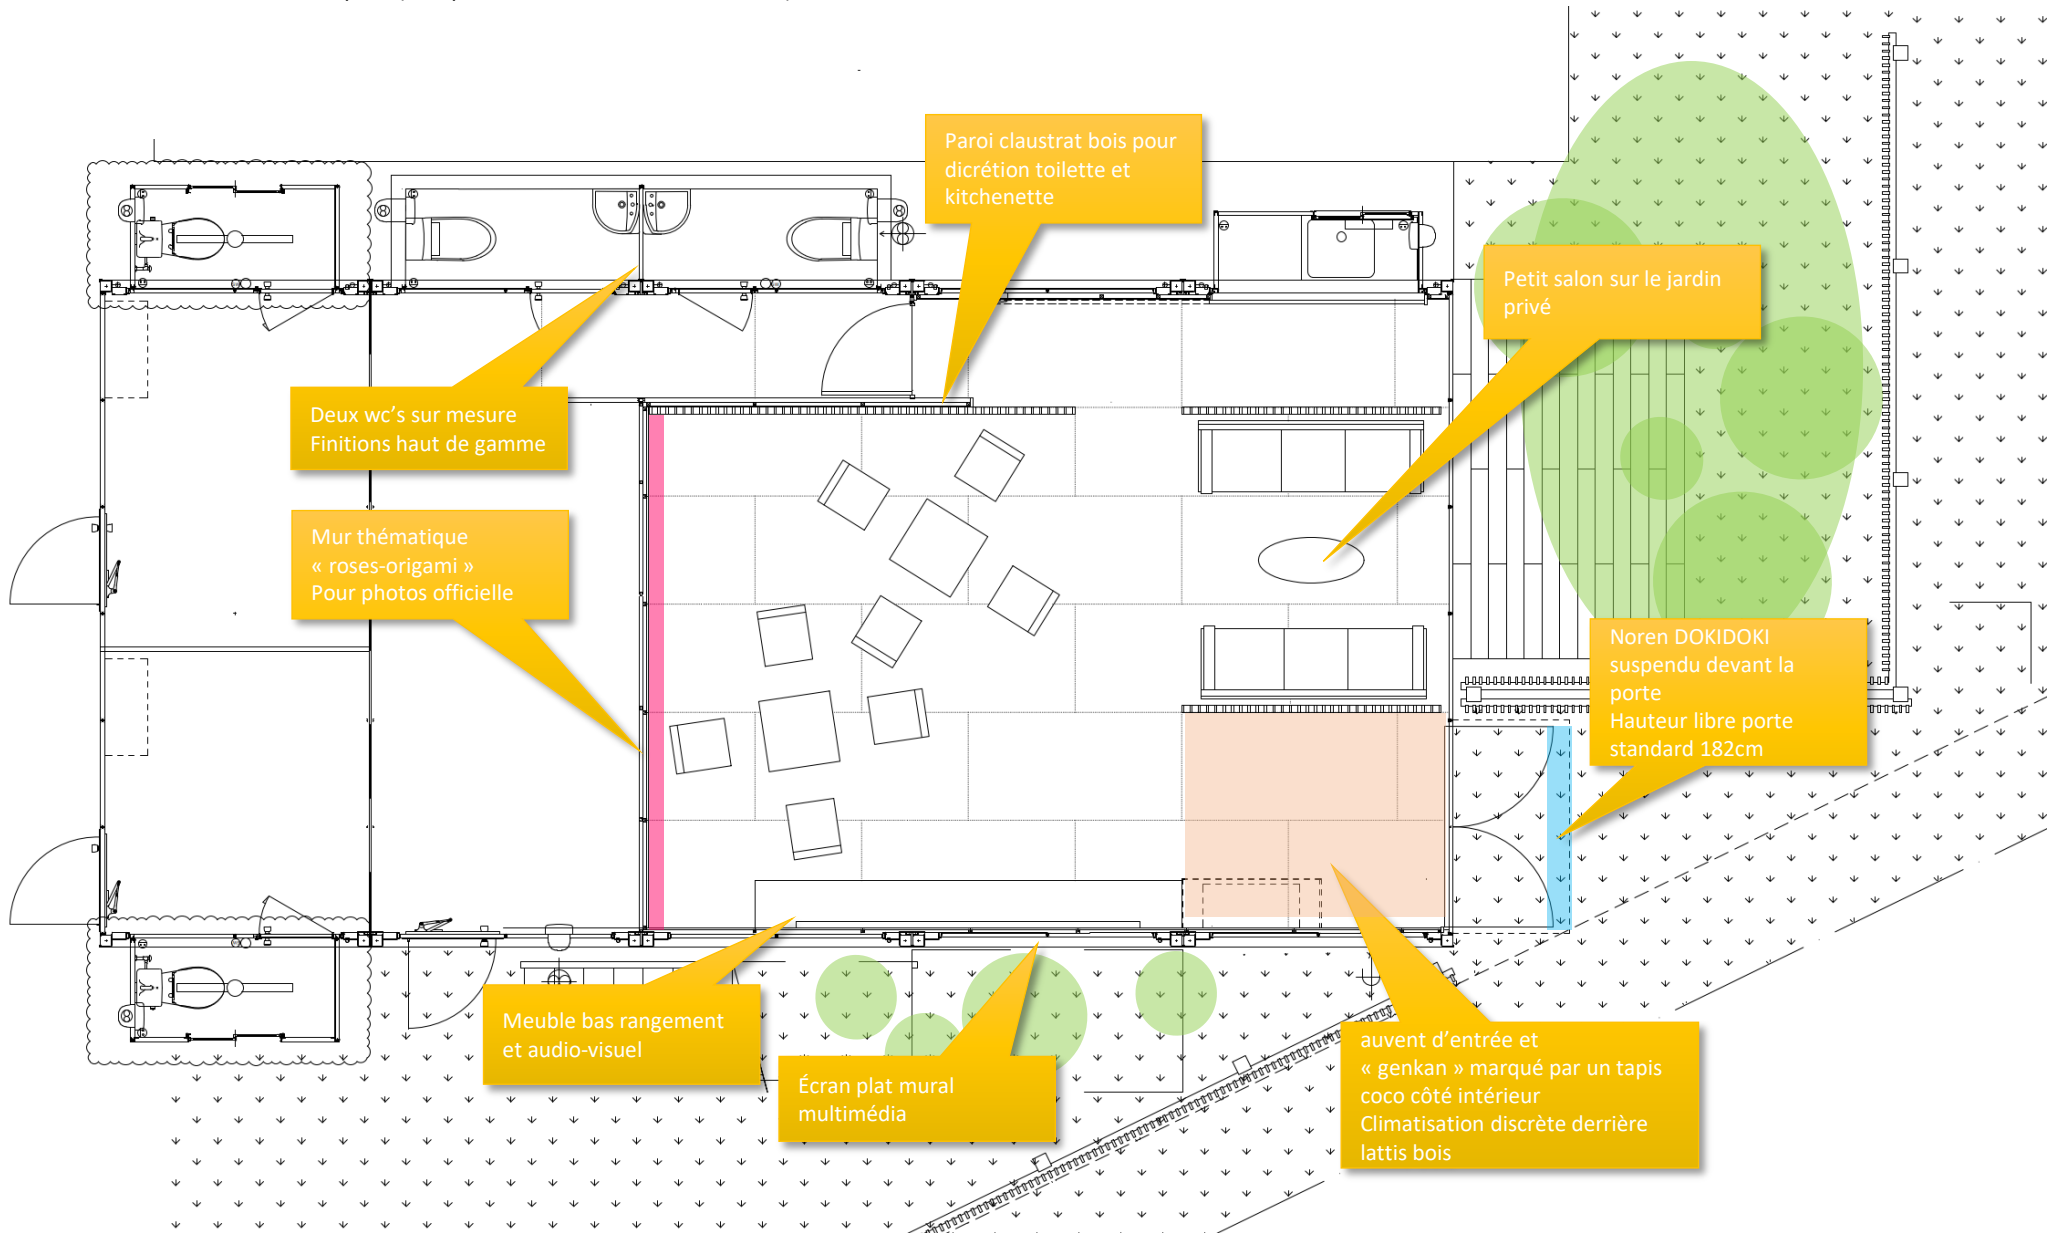 Paroi claustrat bois pour
dicrétion toilette et
kitchenette
Petit salon sur le jardin
privé
Deux wc's sur mesure
Finitions haut de gamme
Mur thématique
« roses-origami »
Pour photos officielle
Noren DOKIDOKI
suspendu devant la
porte
Hauteur libre porte
standard 182cm
Meuble bas rangement
et audio-visuel
Écran plat mural
multimédia
auvent d'entrée et
« genkan » marqué par un tapis
coco côté intérieur
Climatisation discrète derrière
lattis bois